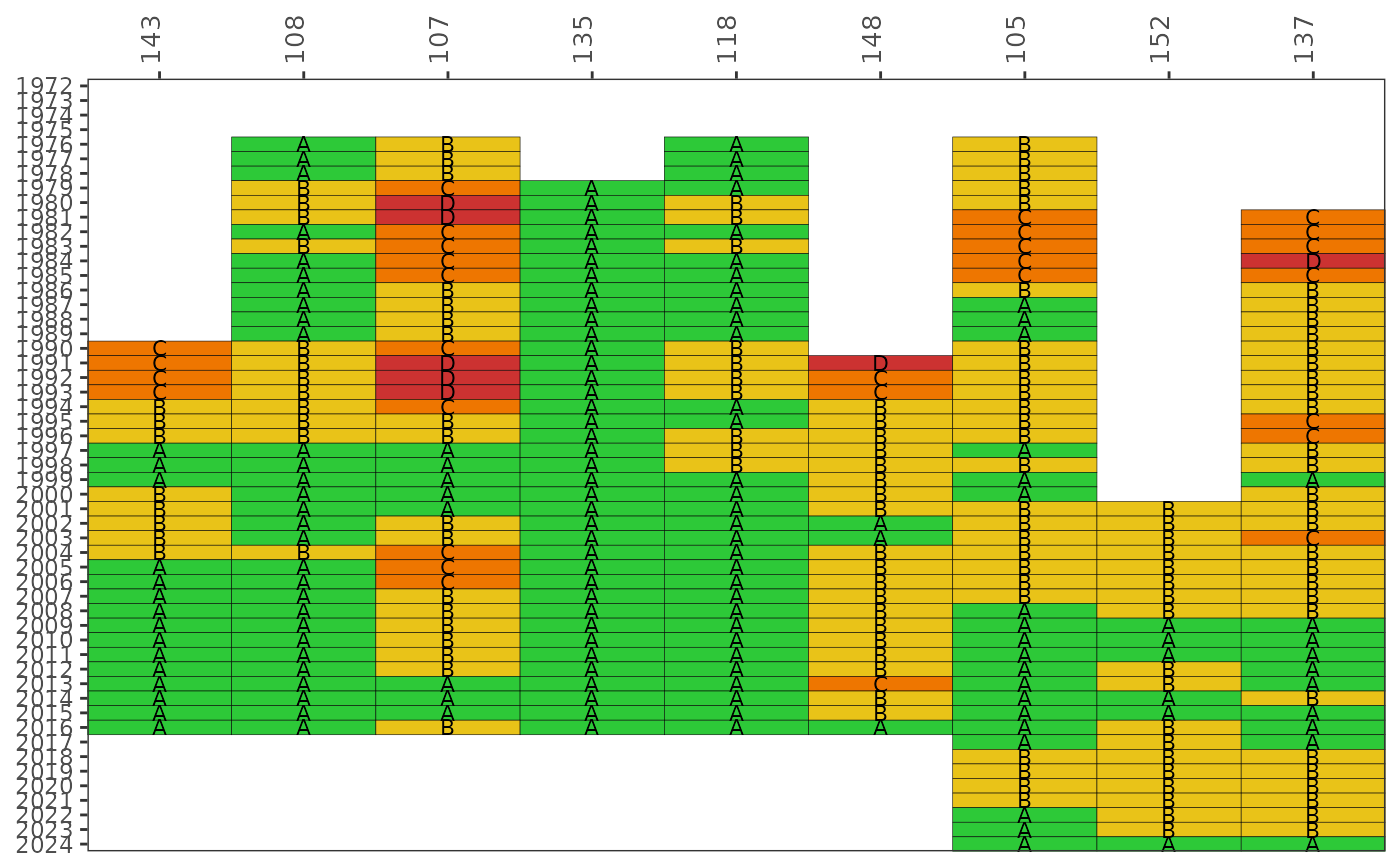 143 108 107 135 118 148 105 152 137
1972
1973
1974
1975
1976 A B A B
1977 A B A B
1978 A B A B
1979 B C A A B
1980 B D A B B
1981 B D A B C C
1982 A C A A C C
1983 B C A B C C
1984 A C A A C D
1985 A C A A C C
1986 A B A A B B
1987 A B A A A B
1988 A B A A A B
1989 A B A A A B
1990 C B C A B B B
1991 C B D A B D B B
1992 C B D A B C B B
1993 C B D A B C B B
1994 B B C A A B B B
1995 B B B A A B B C
1996 B B B A B B B C
1997 A A A A B B A B
1998 A A A A B B B B
1999 A A A A A B A A
2000 B A A A A B A B
2001 B A A A A B B B B
2002 B A B A A A B B B
2003 B A B A A A B B C
2004 B B C A A B B B B
2005 A A C A A B B B B
2006 A A C A A B B B B
2007 A A B A A B B B B
2008 A A B A A B A B B
2009 A A B A A B A A A
2010 A A B A A B A A A
2011 A A B A A B A A A
2012 A A B A A B A B A
2013 A A A A A C A B A
2014 A A A A A B A A B
2015 A A A A A B A A A
2016 A A B A A A A B A
2017 A B A
2018 B B B
2019 B B B
2020 B B B
2021 B B B
2022 A B B
2023 A B B
2024 A A A